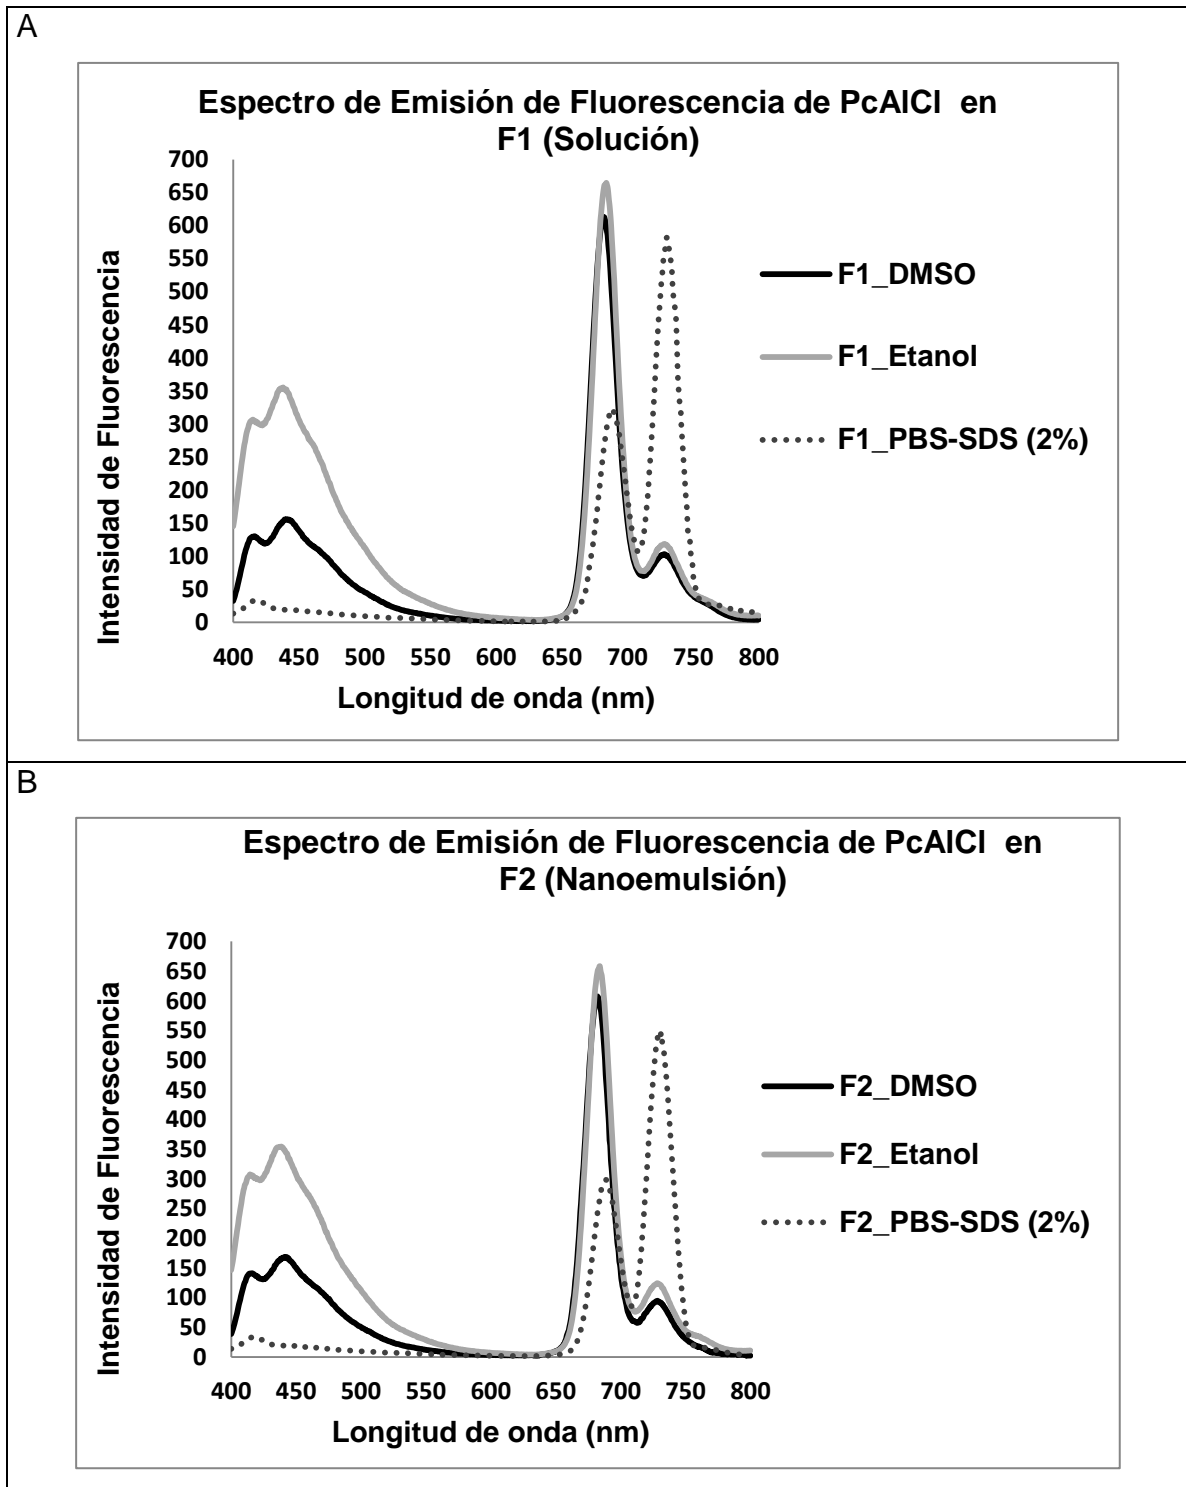 A
Espectro de Emisión de Fluorescencia de PcAlCl en
F1 (Solución)
700
650
600
550
500
450
400
350
300
250
200
150
100
50
0
Intensidad de Fluorescencia
400 450 500 550 600 650 700 750 800
Longitud de onda (nm)
F1_DMSO
F1_Etanol
F1_PBS-SDS (2%)
B
Espectro de Emisión de Fluorescencia de PcAlCl en
F2 (Nanoemulsión)
700
650
600
550
500
450
400
350
300
250
200
150
100
50
0
Intensidad de Fluorescencia
400 450 500 550 600 650 700 750 800
Longitud de onda (nm)
F2_DMSO
F2_Etanol
F2_PBS-SDS (2%)